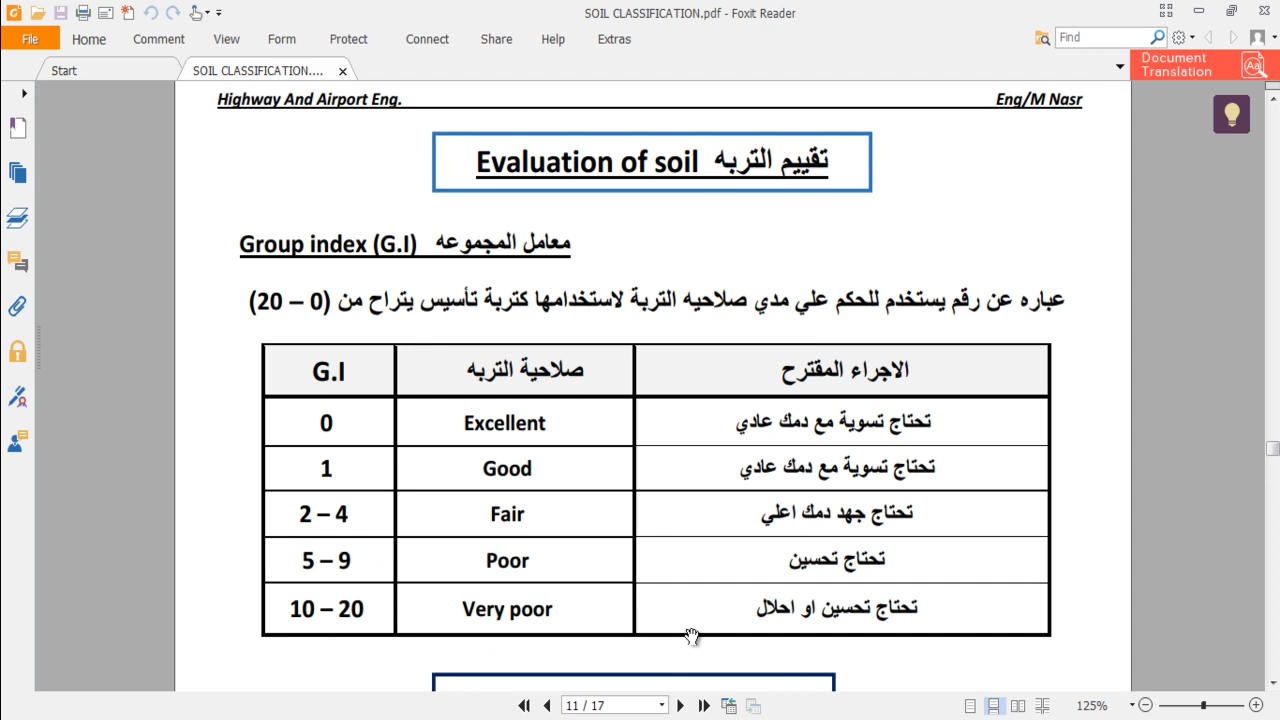 SOIL CLASSIFICATION.pdf - Foxit Reader
File Home Comment View Form Protect Connect Share Help Extras Find
Start SOIL CLASSIFICATION.... Document
Translation
Highway And Airport Eng. Eng/M Nasr
Evaluation of soil تقييم التربه
Group index (G.I) معامل المجموعه
عباره عن رقم يستخدم للحكم علي مدي صلاحيه التربة لاستخدامها كتربة تأسيس يتراح من (0 – 20)
G.I صلاحية التربه الاجراء المقترح
0 Excellent تحتاج تسوية مع دمك عادي
1 Good تحتاج تسوية مع دمك عادي
2 – 4 Fair تحتاج جهد دمك اعلي
5 – 9 Poor تحتاج تحسين
10 – 20 Very poor تحتاج تحسين او احلال
11 / 17 125%